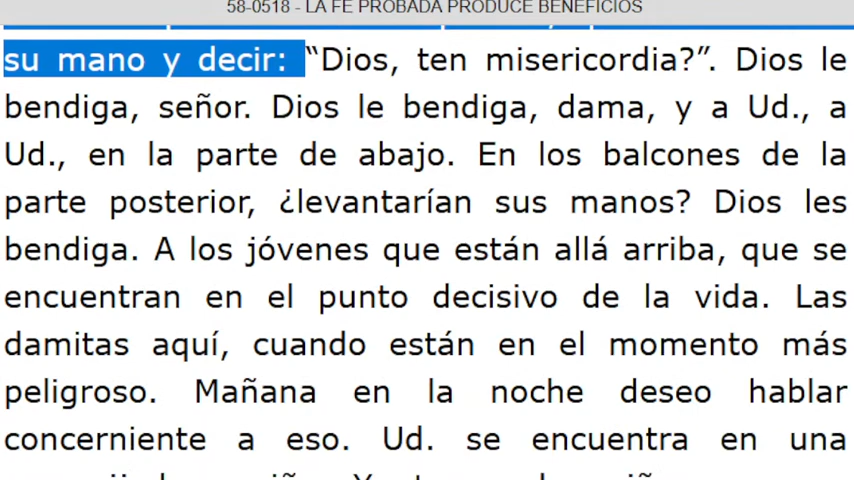 58-0518 - LA FE PROBADA PRODUCE BENEFICIOS
su mano y decir: “Dios, ten misericordia?”. Dios le
bendiga, señor. Dios le bendiga, dama, y a Ud., a
Ud., en la parte de abajo. En los balcones de la
parte posterior, ¿levantarían sus manos? Dios les
bendiga. A los jóvenes que están allá arriba, que se
encuentran en el punto decisivo de la vida. Las
damitas aquí, cuando están en el momento más
peligroso. Mañana en la noche deseo hablar
concerniente a eso. Ud. se encuentra en una